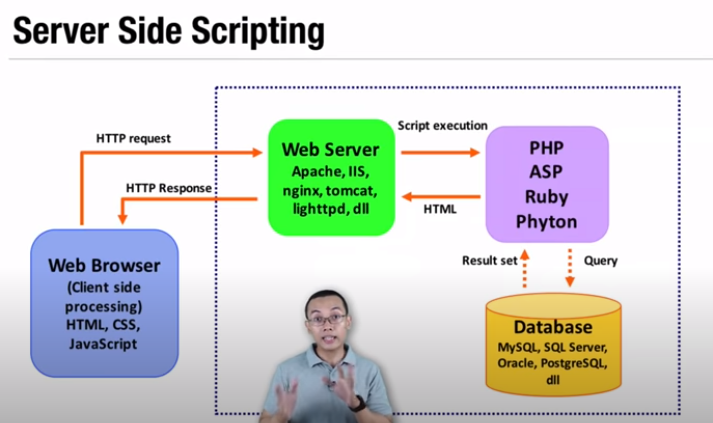 Server Side Scripting
HTTP request
HTTP Response
Web Browser
(Client side
processing)
HTML, CSS,
JavaScript
Web Server
Apache, IIS,
nginx, tomcat,
lighttpd, dll
Script execution
HTML
PHP
ASP
Ruby
Phyton
Result set
Query
Database
MySQL, SQL Server,
Oracle, PostgreSQL,
dll